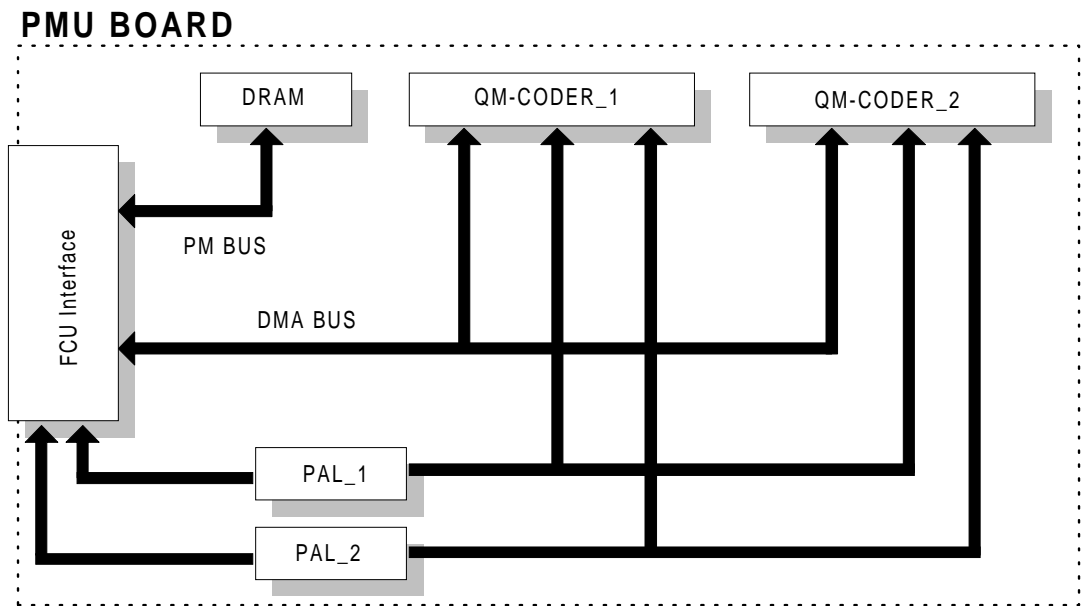 PMU BOARD
DRAM
QM-CODER_1
QM-CODER_2
FCU Interface
PM BUS
DMA BUS
PAL_1
PAL_2